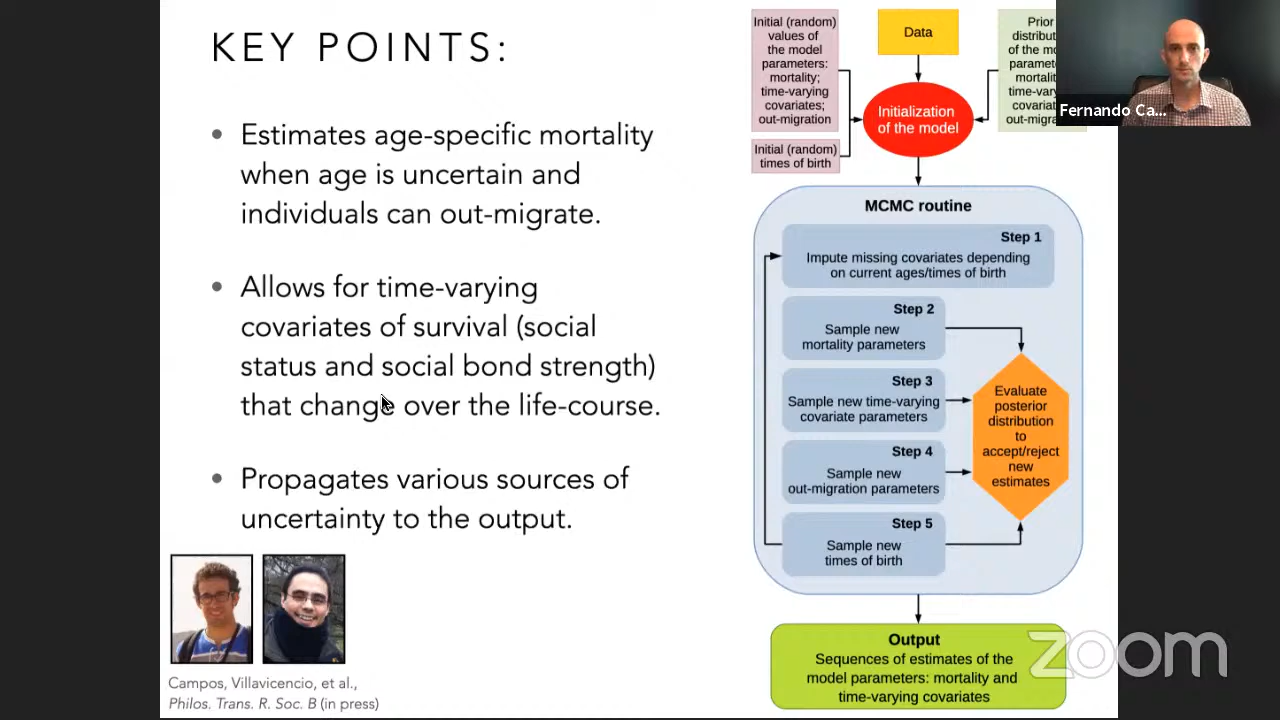 KEY POINTS:
• Estimates age-specific mortality
when age is uncertain and
individuals can out-migrate.
• Allows for time-varying
covariates of survival (social
status and social bond strength)
that change over the life-course.
• Propagates various sources of
uncertainty to the output.
Campos, Villavicencio, et al.,
Philos. Trans. R. Soc. B (in press)
Initial (random)
values of
the model
parameters:
mortality;
time-varying
covariates;
out-migration
Initial (random)
times of birth
Data
Initialization
of the model
Prior
distribut
of the mo
paramete
mortalit
time-vary
covariat
out-migra
Fernando Ca...
MCMC routine
Step 1
Impute missing covariates depending
on current ages/times of birth
Step 2
Sample new
mortality parameters
Step 3
Sample new time-varying
covariate parameters
Step 4
Sample new
out-migration parameters
Step 5
Sample new
times of birth
Evaluate
posterior
distribution
to
accept/reject
new
estimates
Output
Sequences of estimates of the
model parameters: mortality and
time-varying covariates
zoom